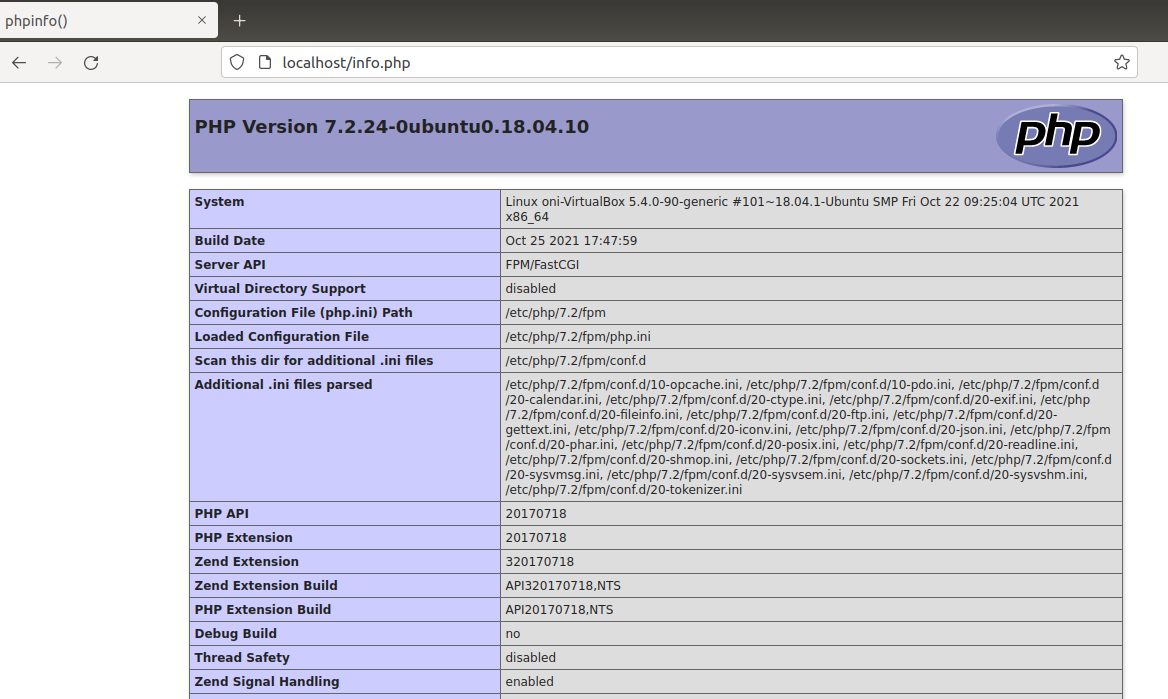 phpinfo()
localhost/info.php
PHP Version 7.2.24-0ubuntu0.18.04.10
php
System
Linux oni-VirtualBox 5.4.0-90-generic #101~18.04.1-Ubuntu SMP Fri Oct 22 09:25:04 UTC 2021
x86_64
Build Date
Oct 25 2021 17:47:59
Server API
FPM/FastCGI
Virtual Directory Support
disabled
Configuration File (php.ini) Path
/etc/php/7.2/fpm
Loaded Configuration File
/etc/php/7.2/fpm/php.ini
Scan this dir for additional .ini files
/etc/php/7.2/fpm/conf.d
Additional .ini files parsed
/etc/php/7.2/fpm/conf.d/10-opcache.ini, /etc/php/7.2/fpm/conf.d/10-pdo.ini, /etc/php/7.2/fpm/conf.d
/20-calendar.ini, /etc/php/7.2/fpm/conf.d/20-ctype.ini, /etc/php/7.2/fpm/conf.d/20-exif.ini, /etc/php
/7.2/fpm/conf.d/20-fileinfo.ini, /etc/php/7.2/fpm/conf.d/20-ftp.ini, /etc/php/7.2/fpm/conf.d/20-
gettext.ini, /etc/php/7.2/fpm/conf.d/20-iconv.ini, /etc/php/7.2/fpm/conf.d/20-json.ini, /etc/php/7.2/fpm
/conf.d/20-phar.ini, /etc/php/7.2/fpm/conf.d/20-posix.ini, /etc/php/7.2/fpm/conf.d/20-readline.ini,
/etc/php/7.2/fpm/conf.d/20-shmop.ini, /etc/php/7.2/fpm/conf.d/20-sockets.ini, /etc/php/7.2/fpm/conf.d
/20-sysvmsg.ini, /etc/php/7.2/fpm/conf.d/20-sysvsem.ini, /etc/php/7.2/fpm/conf.d/20-sysvshm.ini,
/etc/php/7.2/fpm/conf.d/20-tokenizer.ini
PHP API
20170718
PHP Extension
20170718
Zend Extension
320170718
Zend Extension Build
API320170718,NTS
PHP Extension Build
API20170718,NTS
Debug Build
no
Thread Safety
disabled
Zend Signal Handling
enabled